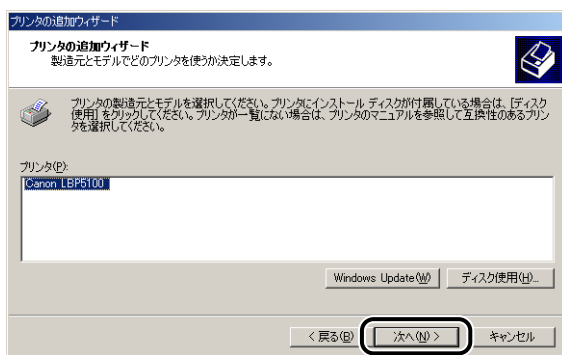 プリンタの追加ウィザード
プリンタの追加ウィザード
製造元とモデルでどのプリンタを使うか決定します。
プリンタの製造元とモデルを選択してください。プリンタにインストール ディスクが付属している場合は、[ディスク
使用] をクリックしてください。プリンタが一覧にない場合は、プリンタのマニュアルを参照して互換性のあるプリン
タを選択してください。
プリンタ(P):
Canon LBP5100
Windows Update(W)
ディスク使用(H)...
< 戻る(B)
次へ(N) >
キャンセル